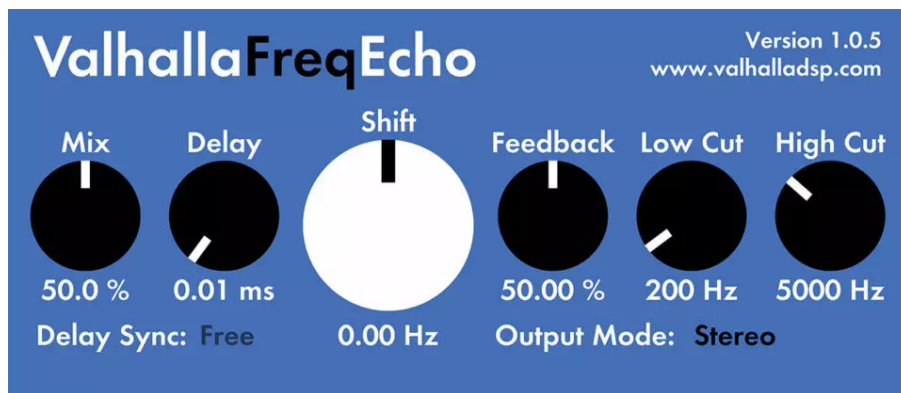 ValhallaFreqEcho
Version 1.0.5
www.valhalladsp.com
Mix
Delay
Shift
Feedback
Low Cut
High Cut
50.0 %
0.01 ms
0.00 Hz
50.00 %
200 Hz
5000 Hz
Delay Sync: Free
Output Mode: Stereo